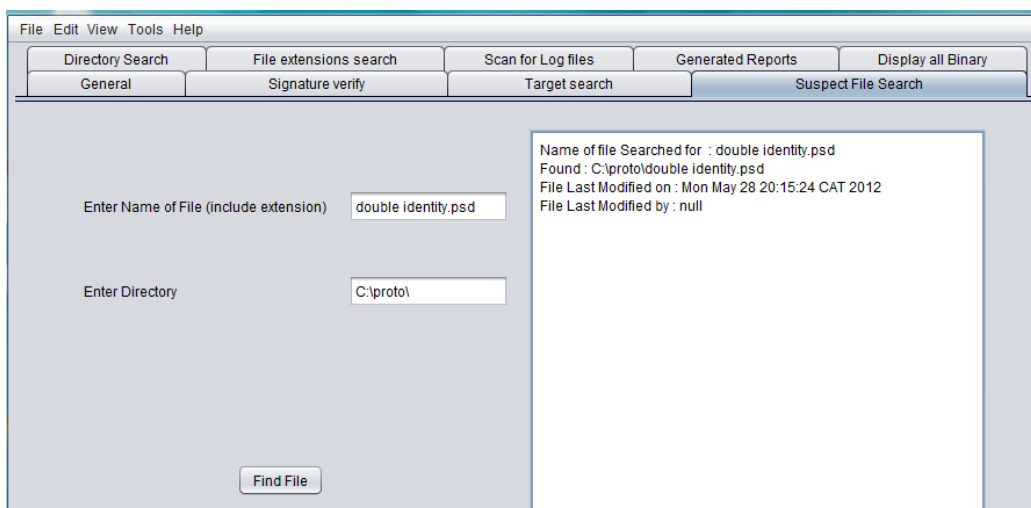 File Edit View Tools Help
Directory Search File extensions search Scan for Log files Generated Reports Display all Binary
General Signature verify Target search Suspect File Search
Enter Name of File (include extension) double identity.psd
Enter Directory C:\proto\
Find File
Name of file Searched for : double identity.psd
Found : C:\proto\double identity.psd
File Last Modified on : Mon May 28 20:15:24 CAT 2012
File Last Modified by : null